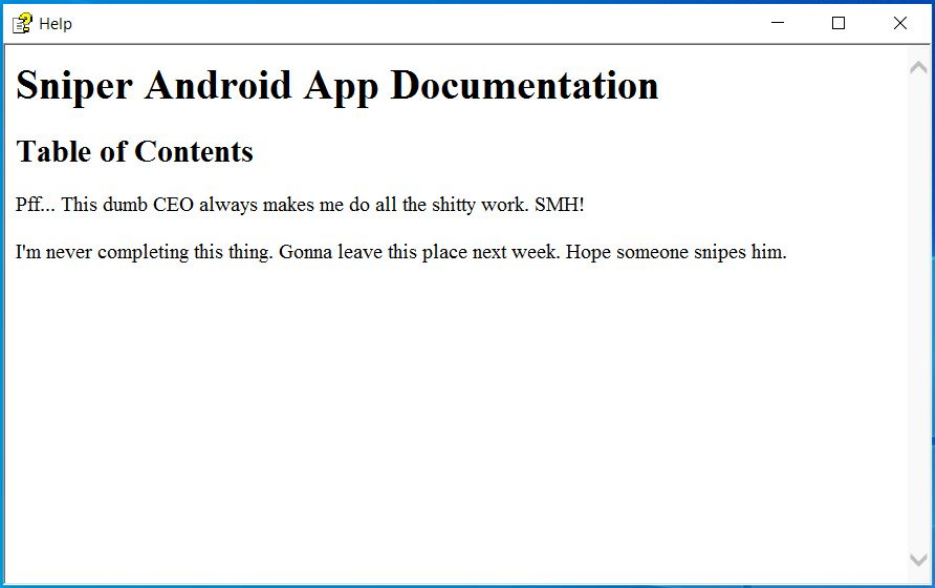 Help
Sniper Android App Documentation
Table of Contents
Pff... This dumb CEO always makes me do all the shitty work. SMH!
I'm never completing this thing. Gonna leave this place next week. Hope someone snipes him.